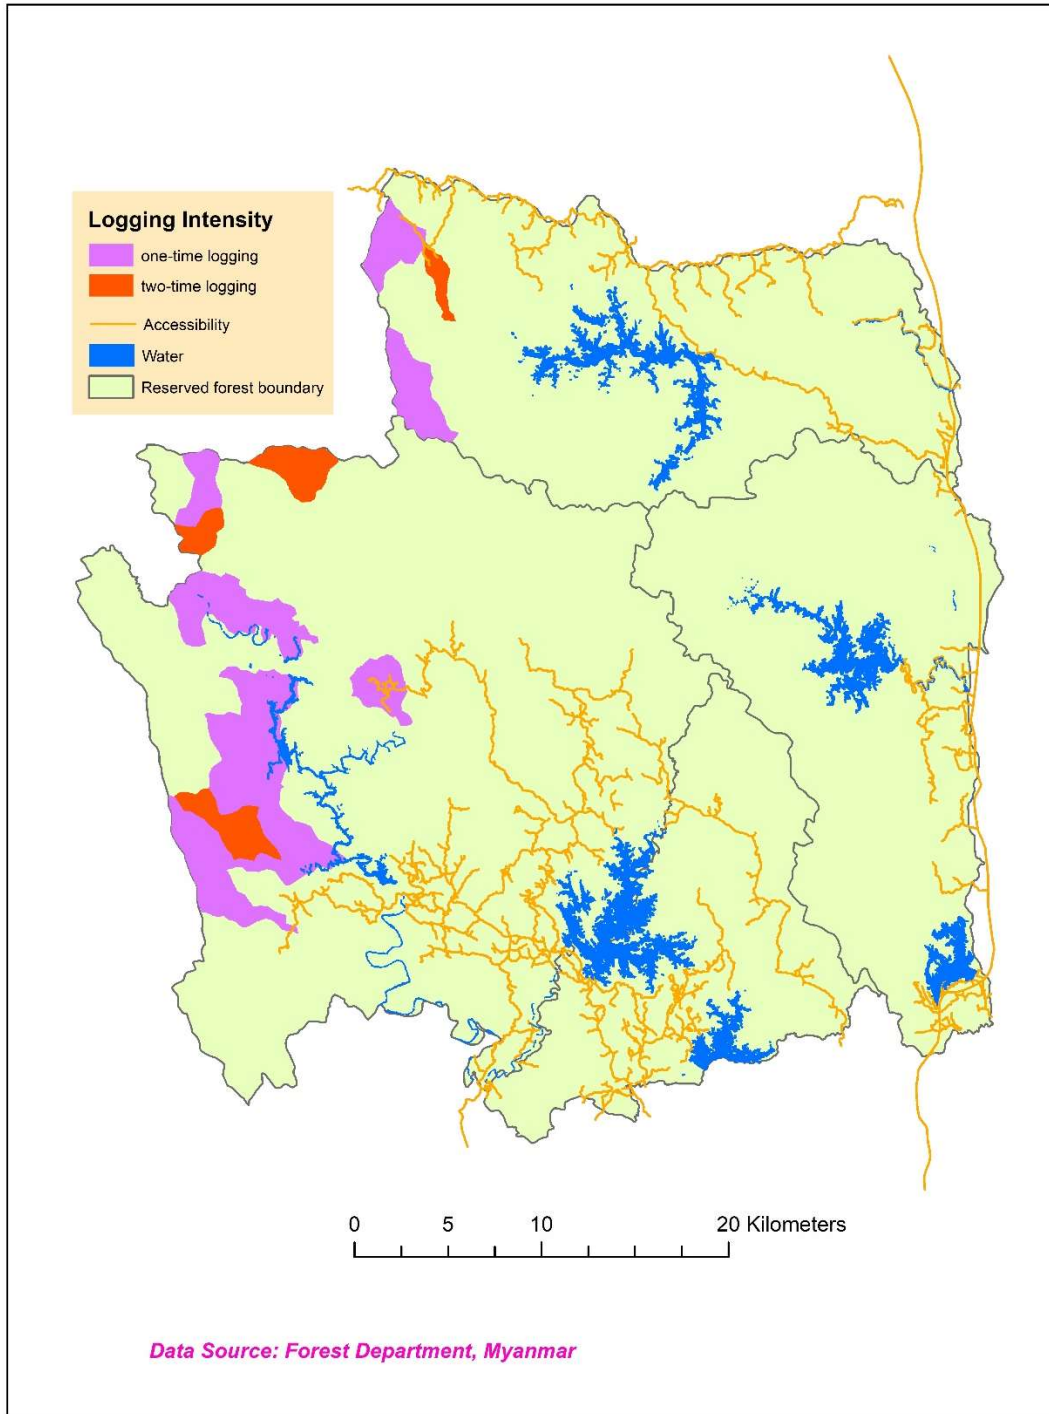 Logging Intensity
one-time logging
two-time logging
Accessibility
Water
Reserved forest boundary
0 5 10 20 Kilometers
Data Source: Forest Department, Myanmar